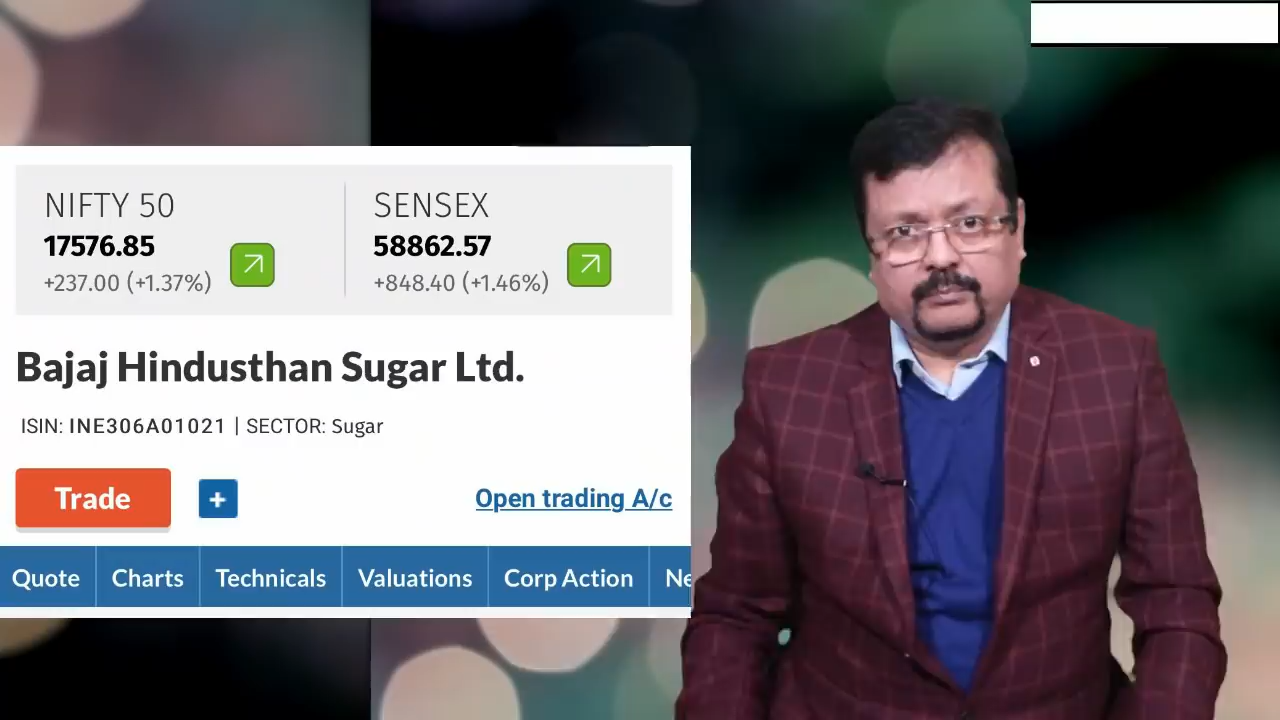 NIFTY 50
17576.85
+237.00 (+1.37%)
SENSEX
58862.57
+848.40 (+1.46%)
Bajaj Hindusthan Sugar Ltd.
ISIN: INE306A01021 | SECTOR: Sugar
Trade
+
Open trading A/c
Quote
Charts
Technicals
Valuations
Corp Action
Ne